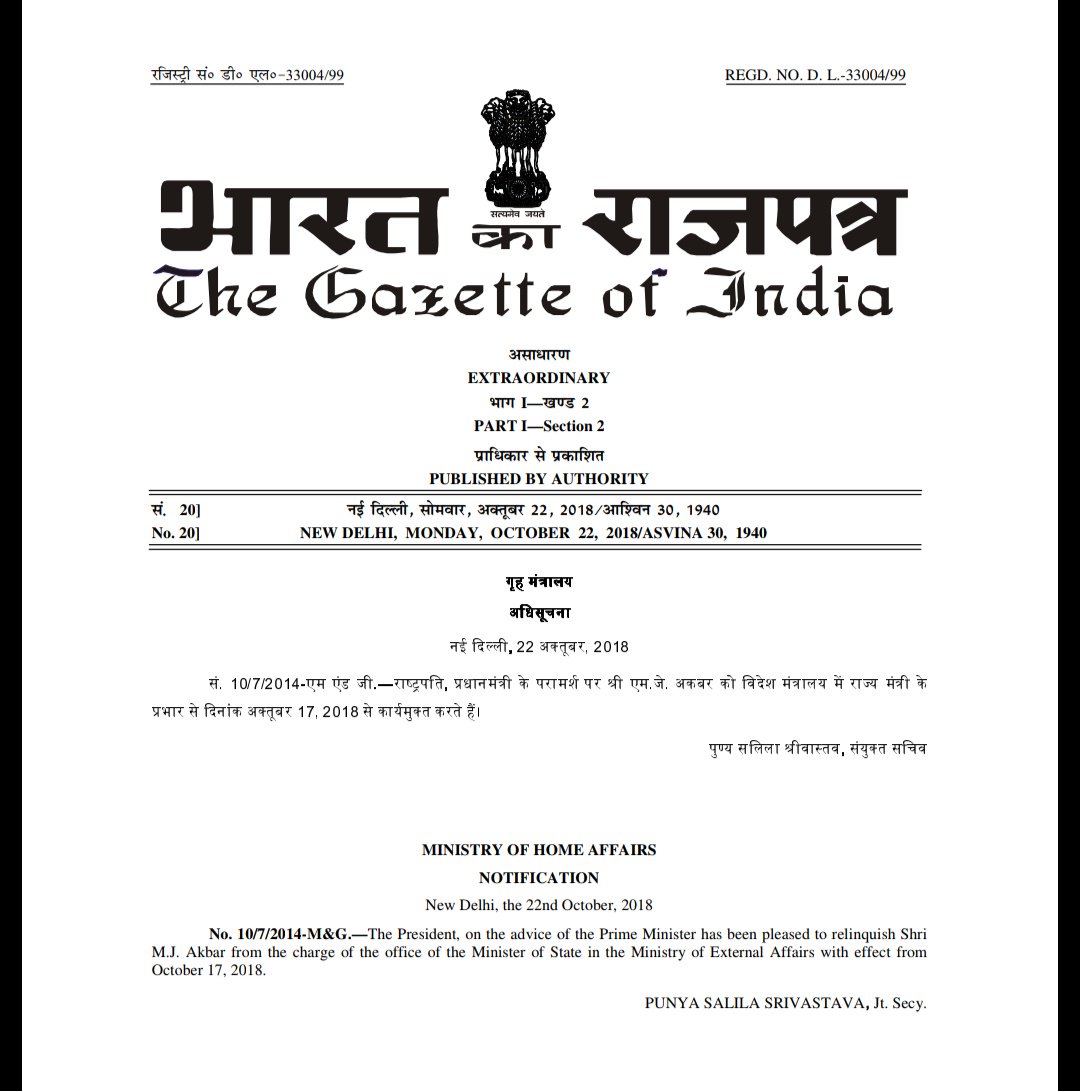 रजिस्ट्री सं० डी० एल०-33004/99
REGD. NO. D. L.-33004/99
सत्यमेव जयते
भारत का राजपत्र
The Gazette of India
असाधारण
EXTRAORDINARY
भाग I—खण्ड 2
PART I—Section 2
प्राधिकार से प्रकाशित
PUBLISHED BY AUTHORITY
सं. 20] नई दिल्ली, सोमवार, अक्तूबर 22, 2018/आश्विन 30, 1940
No. 20] NEW DELHI, MONDAY, OCTOBER 22, 2018/ASVINA 30, 1940
गृह मंत्रालय
अधिसूचना
नई दिल्ली, 22 अक्तूबर, 2018
सं. 10/7/2014-एम एंड जी.—राष्ट्रपति, प्रधानमंत्री के परामर्श पर श्री एम.जे. अकबर को विदेश मंत्रालय में राज्य मंत्री के
प्रभार से दिनांक अक्तूबर 17, 2018 से कार्यमुक्त करते हैं।
पुण्य सलिला श्रीवास्तव, संयुक्त सचिव
MINISTRY OF HOME AFFAIRS
NOTIFICATION
New Delhi, the 22nd October, 2018
No. 10/7/2014-M&G.—The President, on the advice of the Prime Minister has been pleased to relinquish Shri
M.J. Akbar from the charge of the office of the Minister of State in the Ministry of External Affairs with effect from
October 17, 2018.
PUNYA SALILA SRIVASTAVA, Jt. Secy.